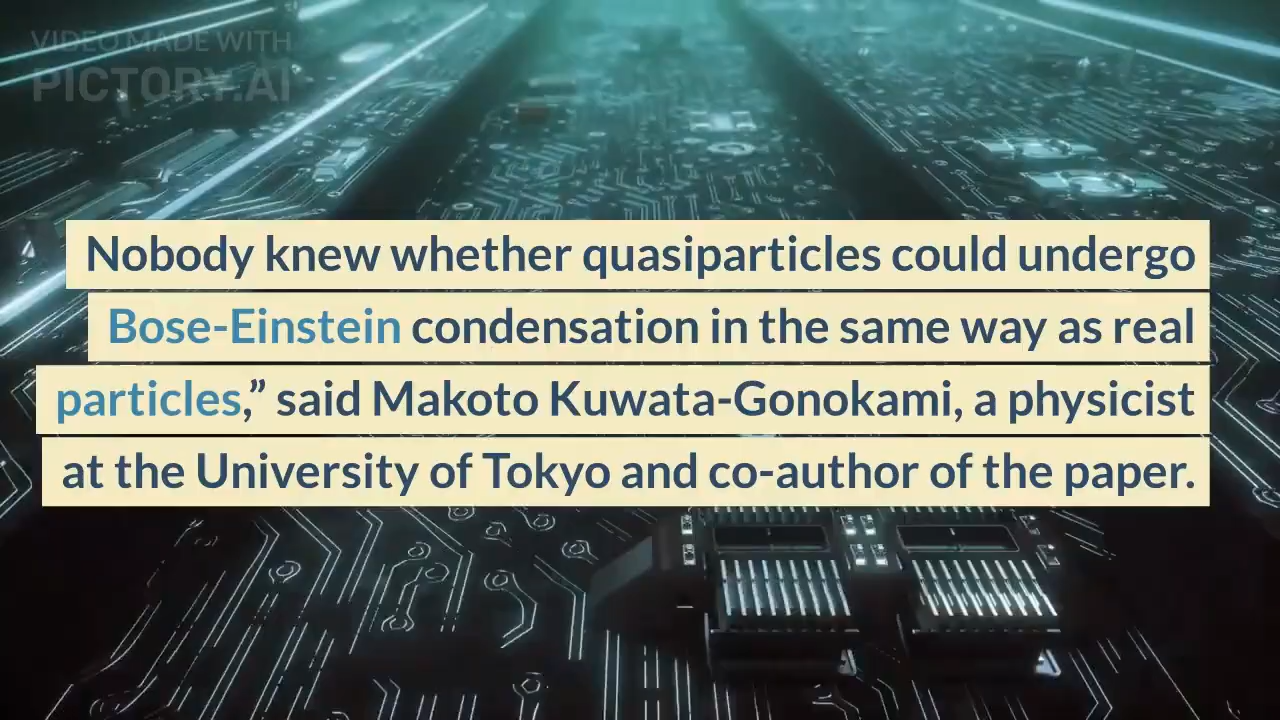 VIDEO MADE WITH
PICTORY.AI
Nobody knew whether quasiparticles could undergo
Bose-Einstein condensation in the same way as real
particles,” said Makoto Kuwata-Gonokami, a physicist
at the University of Tokyo and co-author of the paper.